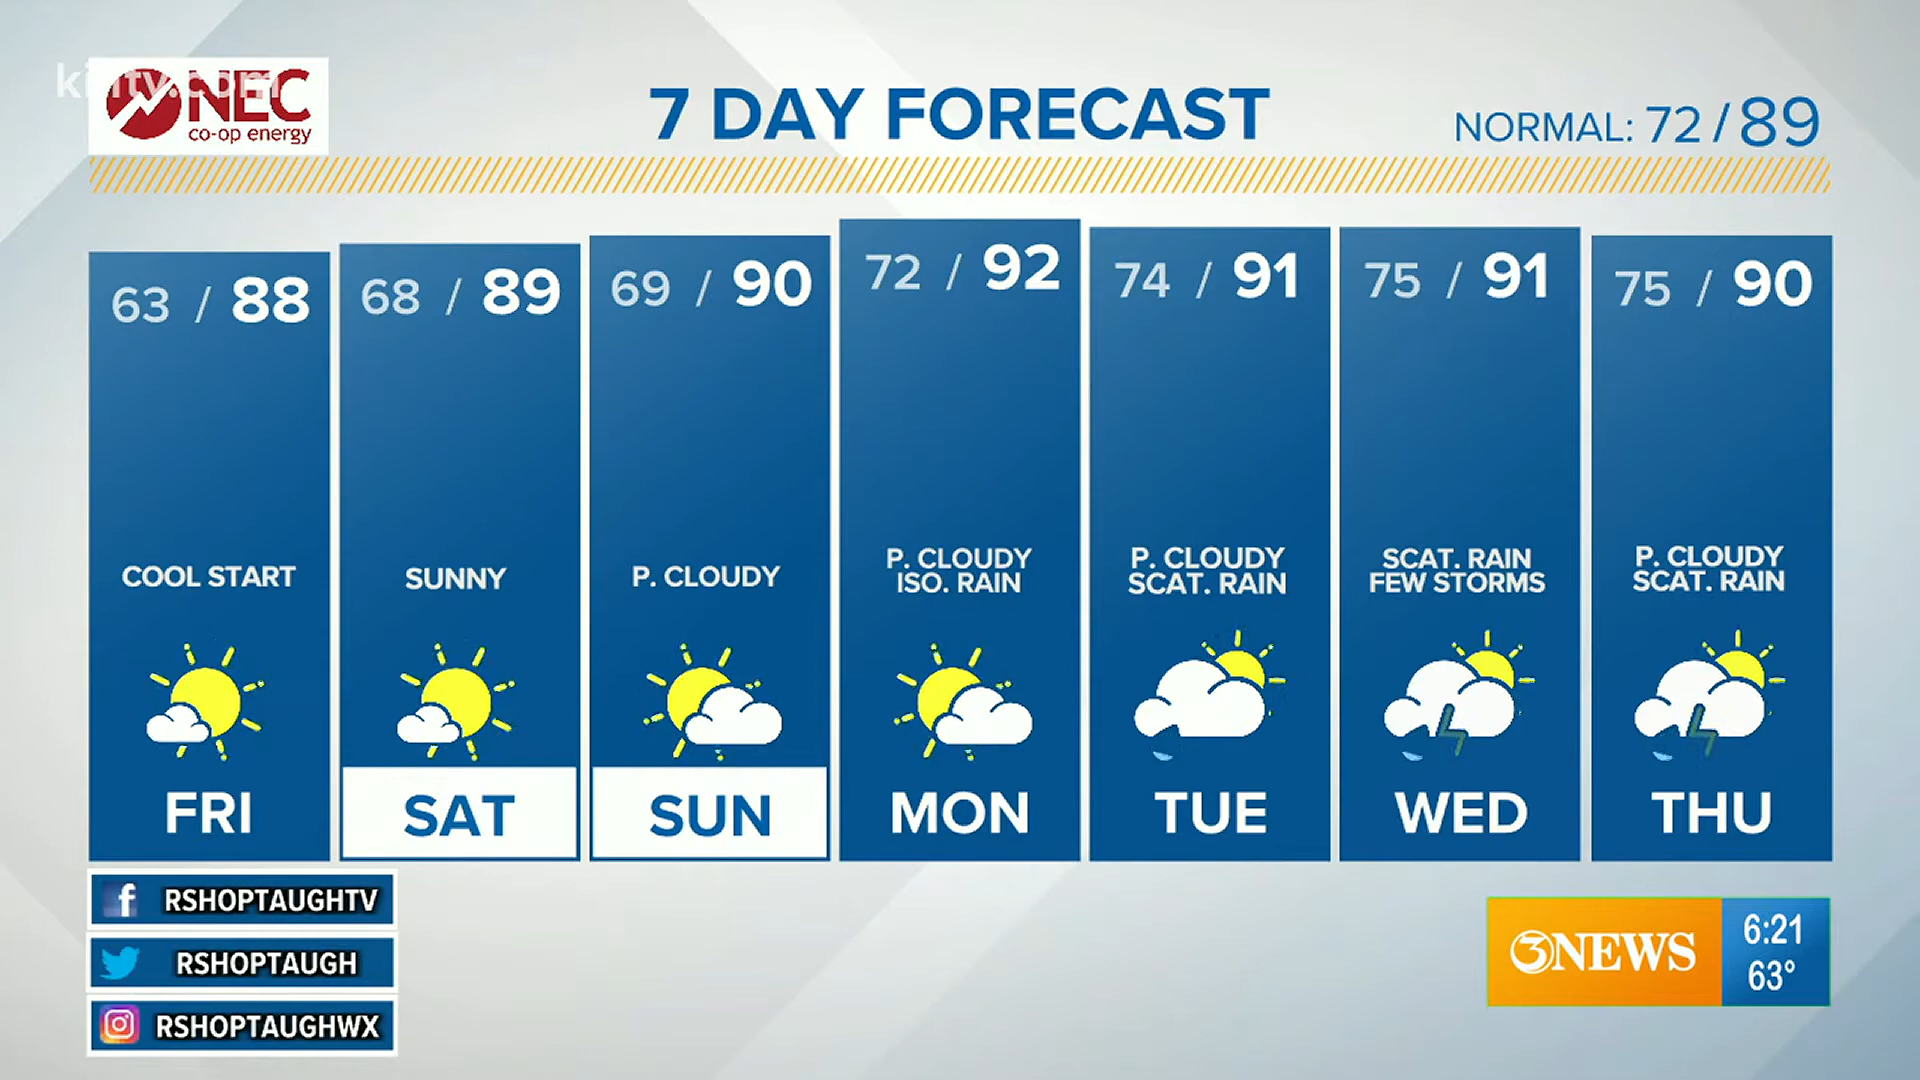 NEC
co-op energy
7 DAY FORECAST
NORMAL: 72 / 89
63 / 88
68 / 89
69 / 90
72 / 92
74 / 91
75 / 91
75 / 90
COOL START
SUNNY
P. CLOUDY
P. CLOUDY
ISO. RAIN
P. CLOUDY
SCAT. RAIN
SCAT. RAIN
FEW STORMS
P. CLOUDY
SCAT. RAIN
FRI
SAT
SUN
MON
TUE
WED
THU
f RSHOPTAUGHTV
RSHOPTAUGH
RSHOPTAUGHWX
3NEWS
6:21
63°